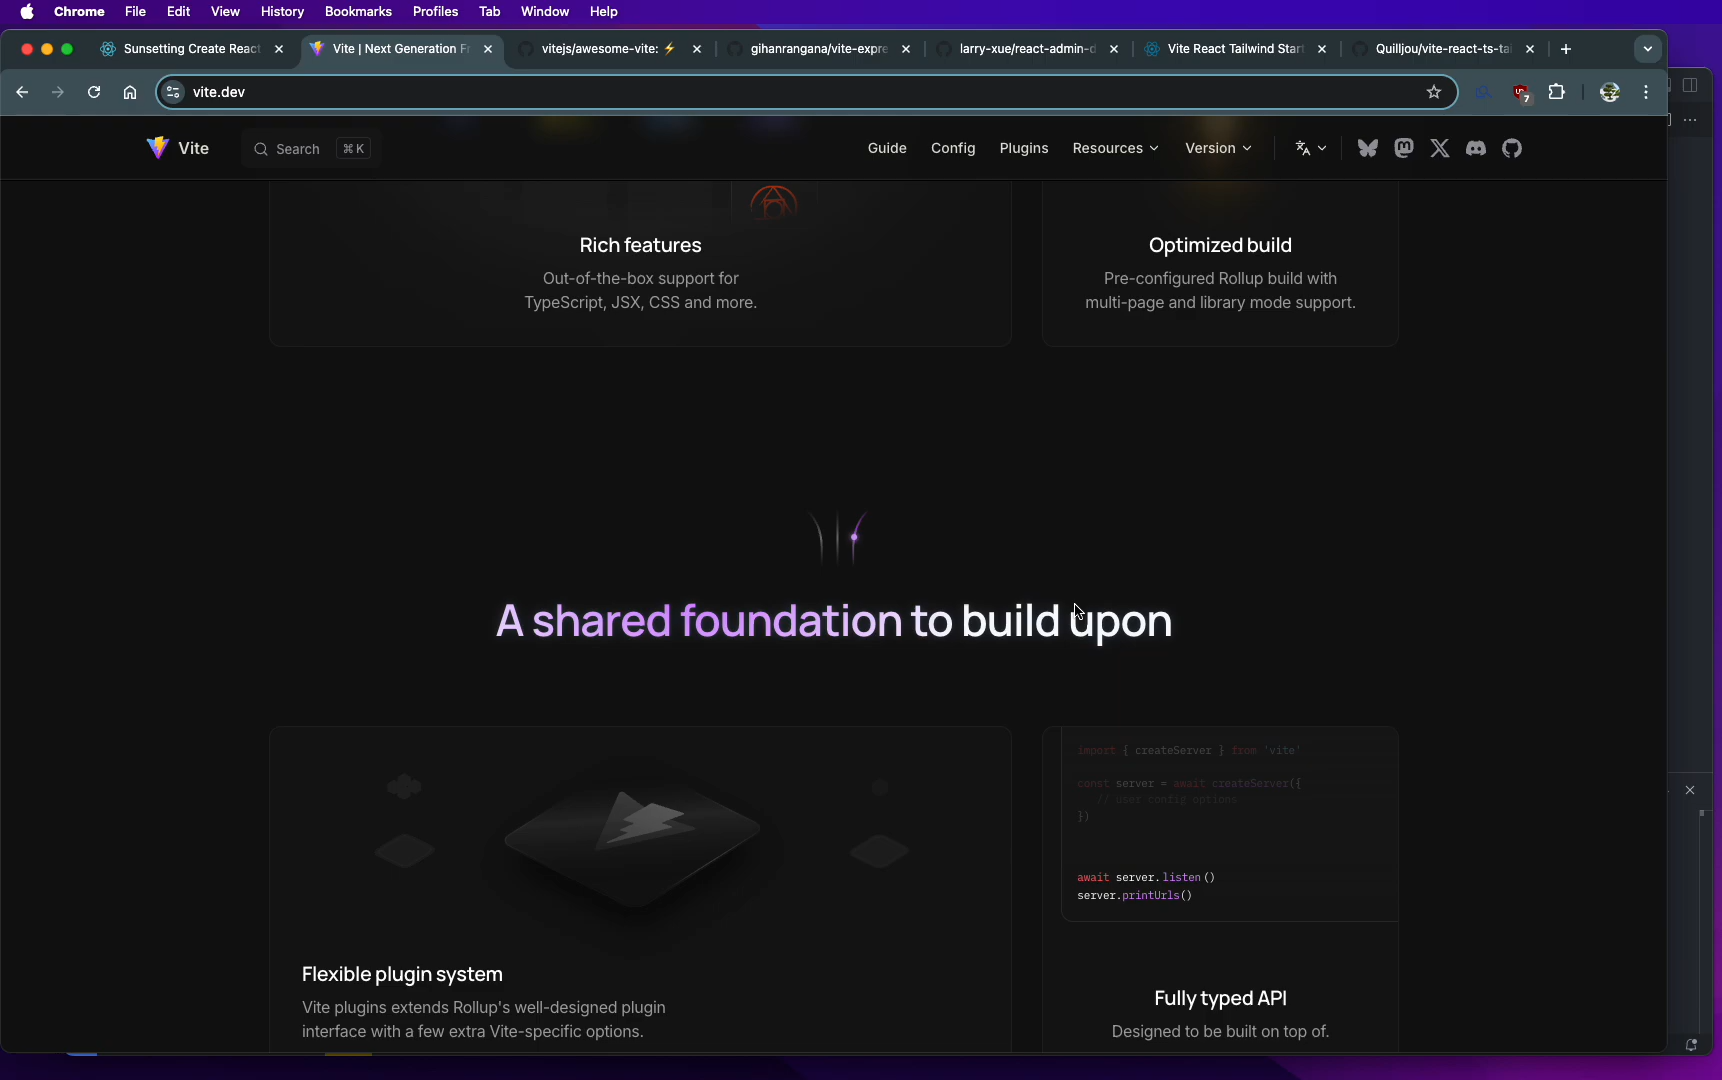 Chrome File Edit View History Bookmarks Profiles Tab Window Help
Sunsetting Create React Vite | Next Generation Fr vitejs/awesome-vite: ⚡ gihanrangana/vite-expre larry-xue/react-admin-d Vite React Tailwind Start Quilljou/vite-react-ts-tai
vite.dev
7
Vite Search ⌘ K Guide Config Plugins Resources Version
Rich features
Out-of-the-box support for
TypeScript, JSX, CSS and more.
Optimized build
Pre-configured Rollup build with
multi-page and library mode support.
A shared foundation to build upon
import { createServer } from 'vite'
const server = await createServer({
// user config options
})
await server.listen()
server.printUrls()
Flexible plugin system
Vite plugins extends Rollup's well-designed plugin
interface with a few extra Vite-specific options.
Fully typed API
Designed to be built on top of.